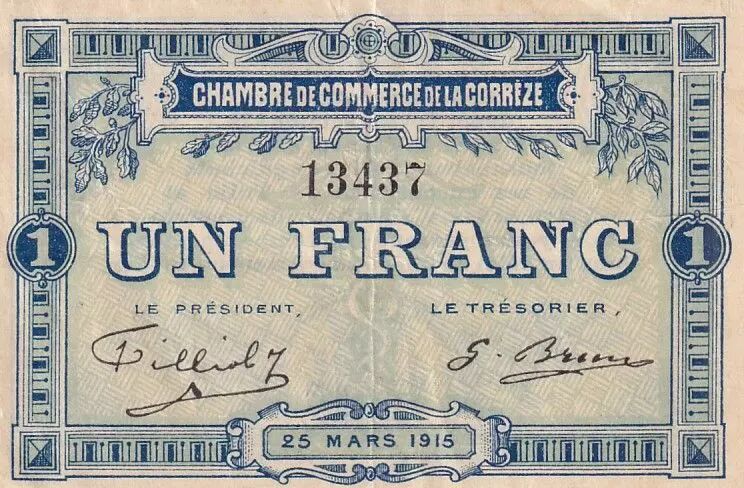 CHAMBRE DE COMMERCE DE LA CORRÈZE
13437
1 UN FRANC 1
LE PRÉSIDENT, LE TRÉSORIER,
25 MARS 1915